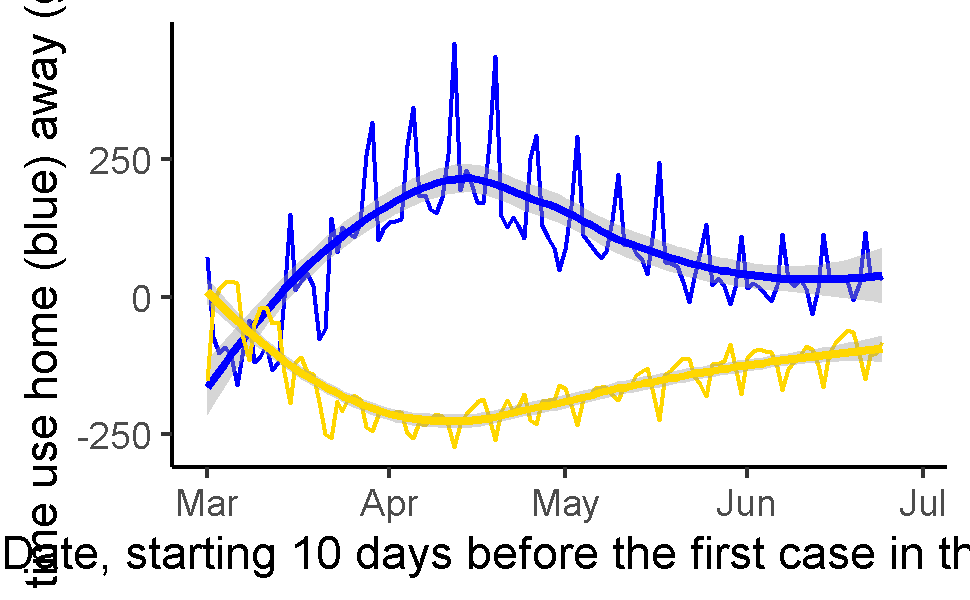 time use home (blue) away (
250
0
-250
Mar Apr May Jun Jul
Date, starting 10 days before the first case in th